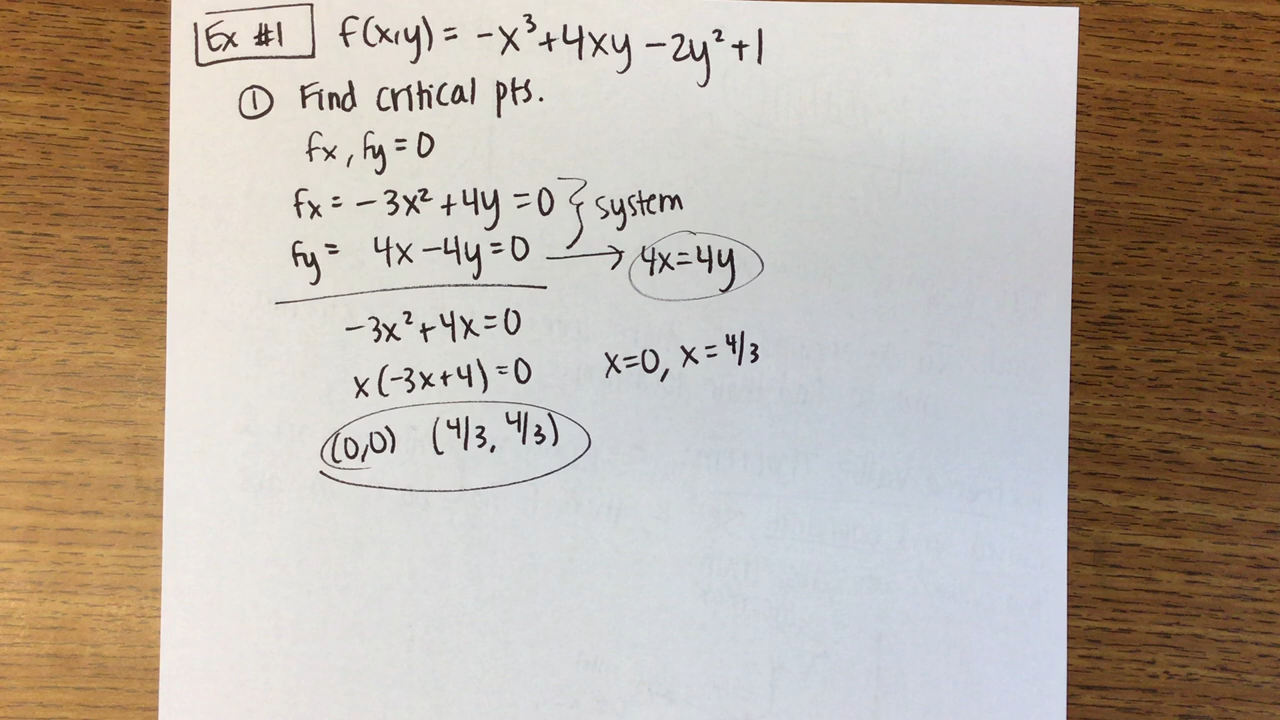 Ex #1 f(x,y) = -x³+4xy-2y²+1
① Find critical pts.
fx, fy = 0
fx = -3x²+4y = 0 } system
fy = 4x-4y=0 → 4x=4y
-3x²+4x=0
x(-3x+4)=0 x=0, x=4/3
(0,0) (4/3, 4/3)